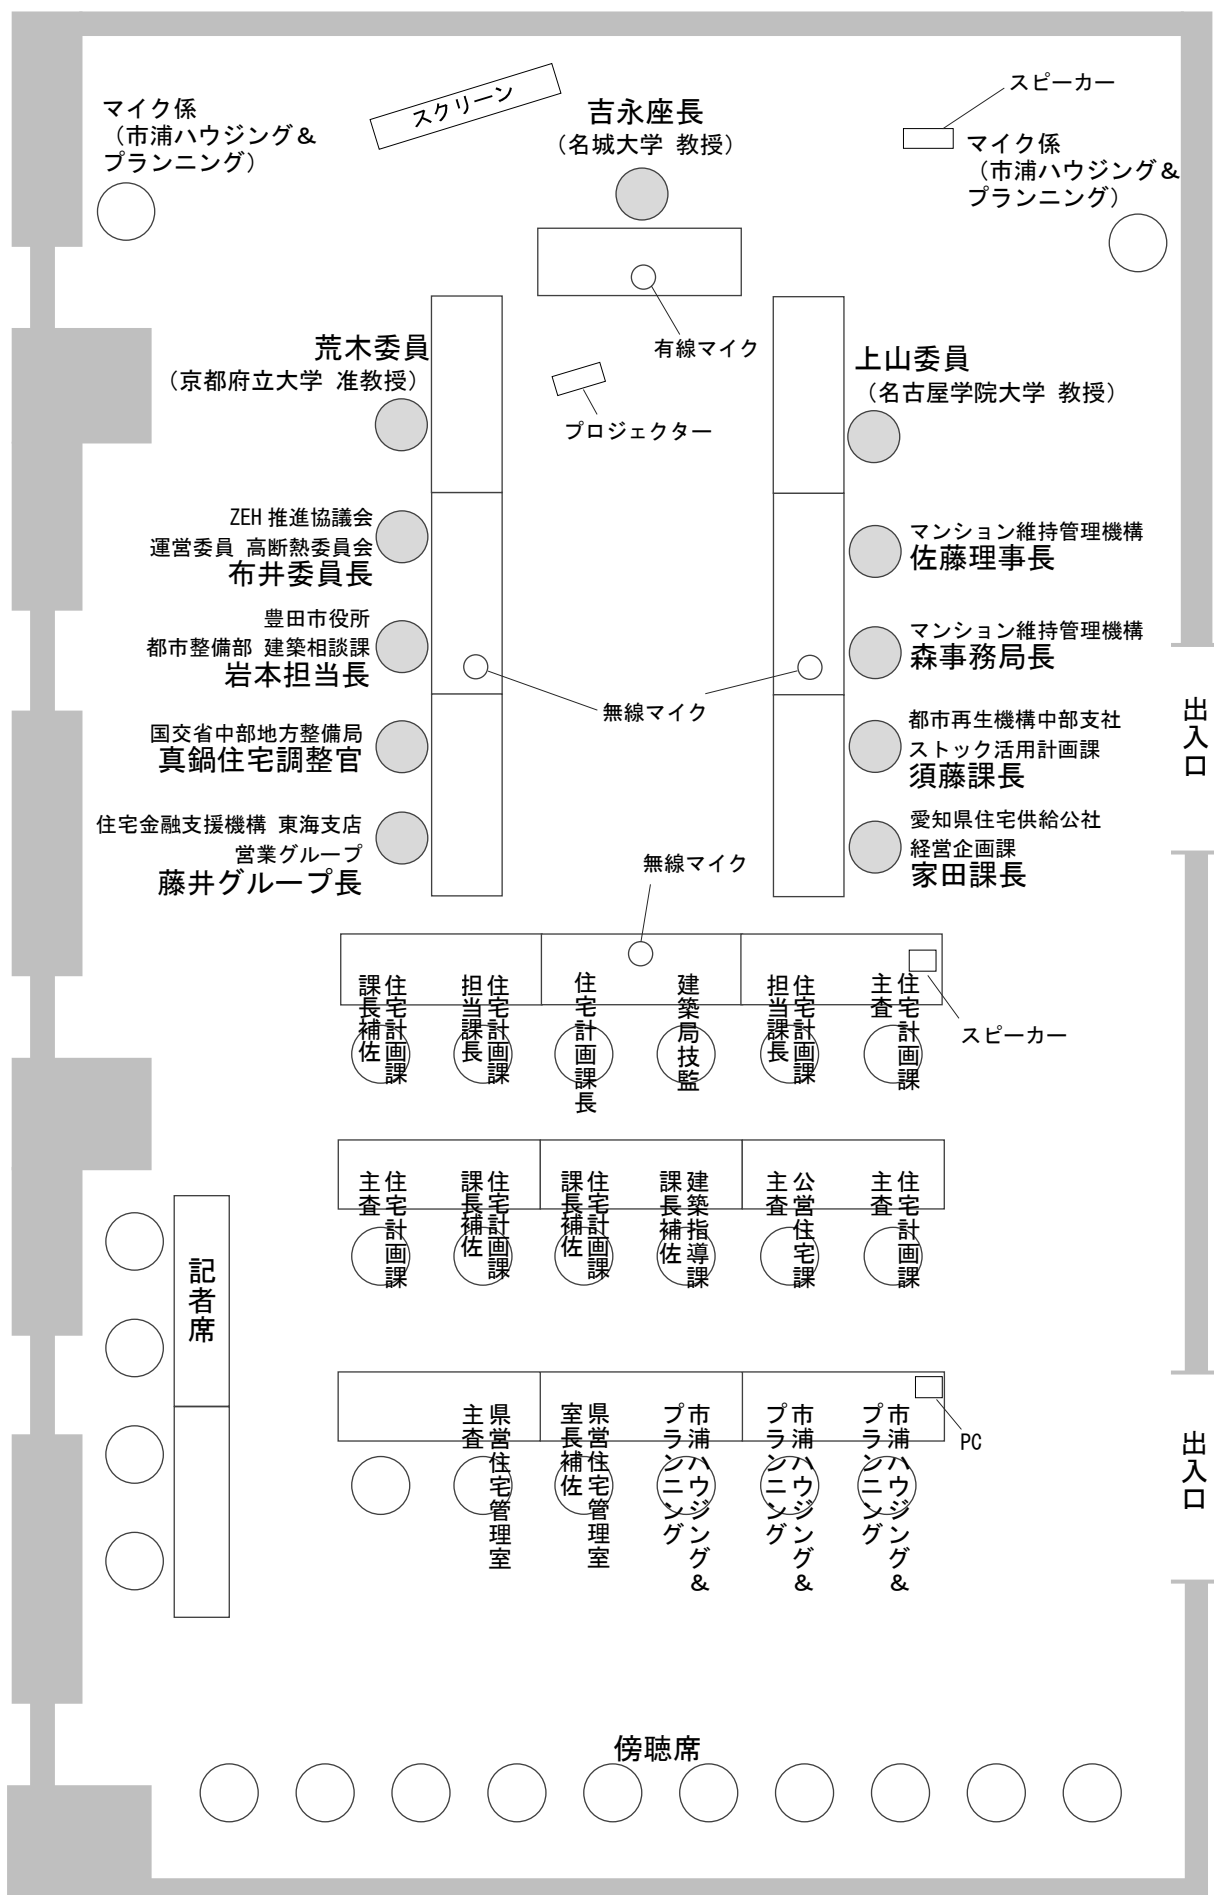 スクリーン
スピーカー
マイク係
（市浦ハウジング＆
プランニング）
吉永座長
（名城大学 教授）
マイク係
（市浦ハウジング＆
プランニング）
有線マイク
プロジェクター
荒木委員
（京都府立大学 准教授）
上山委員
（名古屋学院大学 教授）
ZEH 推進協議会
運営委員 高断熱委員会
布井委員長
マンション維持管理機構
佐藤理事長
豊田市役所
都市整備部 建築相談課
岩本担当長
マンション維持管理機構
森事務局長
無線マイク
国交省中部地方整備局
真鍋住宅調整官
都市再生機構中部支社
ストック活用計画課
須藤課長
出入口
住宅金融支援機構 東海支店
営業グループ
藤井グループ長
愛知県住宅供給公社
経営企画課
家田課長
無線マイク
住宅計画課
課長補佐
住宅計画課
担当課長
住宅計画課長
建築局技監
住宅計画課
担当課長
住宅計画課
主査
スピーカー
住宅計画課
主査
住宅計画課
課長補佐
住宅計画課
課長補佐
建築指導課
課長補佐
公営住宅課
主査
住宅計画課
主査
記者席
県営住宅管理室
主査
県営住宅管理室
室長補佐
市浦ハウジング＆
プランニング
市浦ハウジング＆
プランニング
市浦ハウジング＆
プランニング
PC
出入口
傍聴席